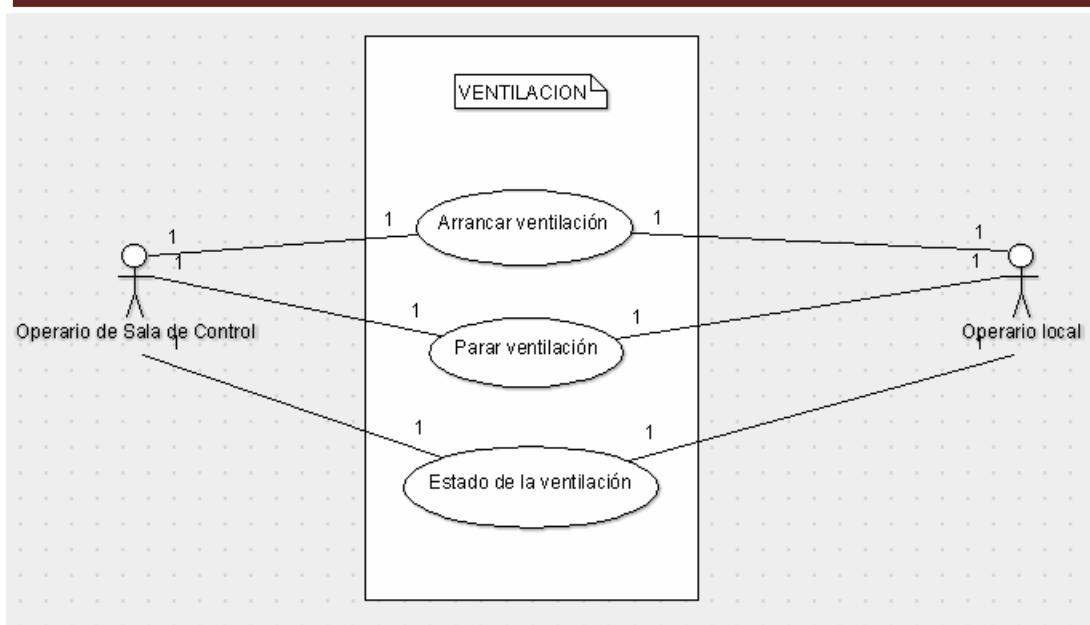 VENTILACION
Arrancar ventilación
1
1
1
1
1
1
1
1
Operario de Sala de Control
Operario local
Parar ventilación
1
1
1
1
Estado de la ventilación